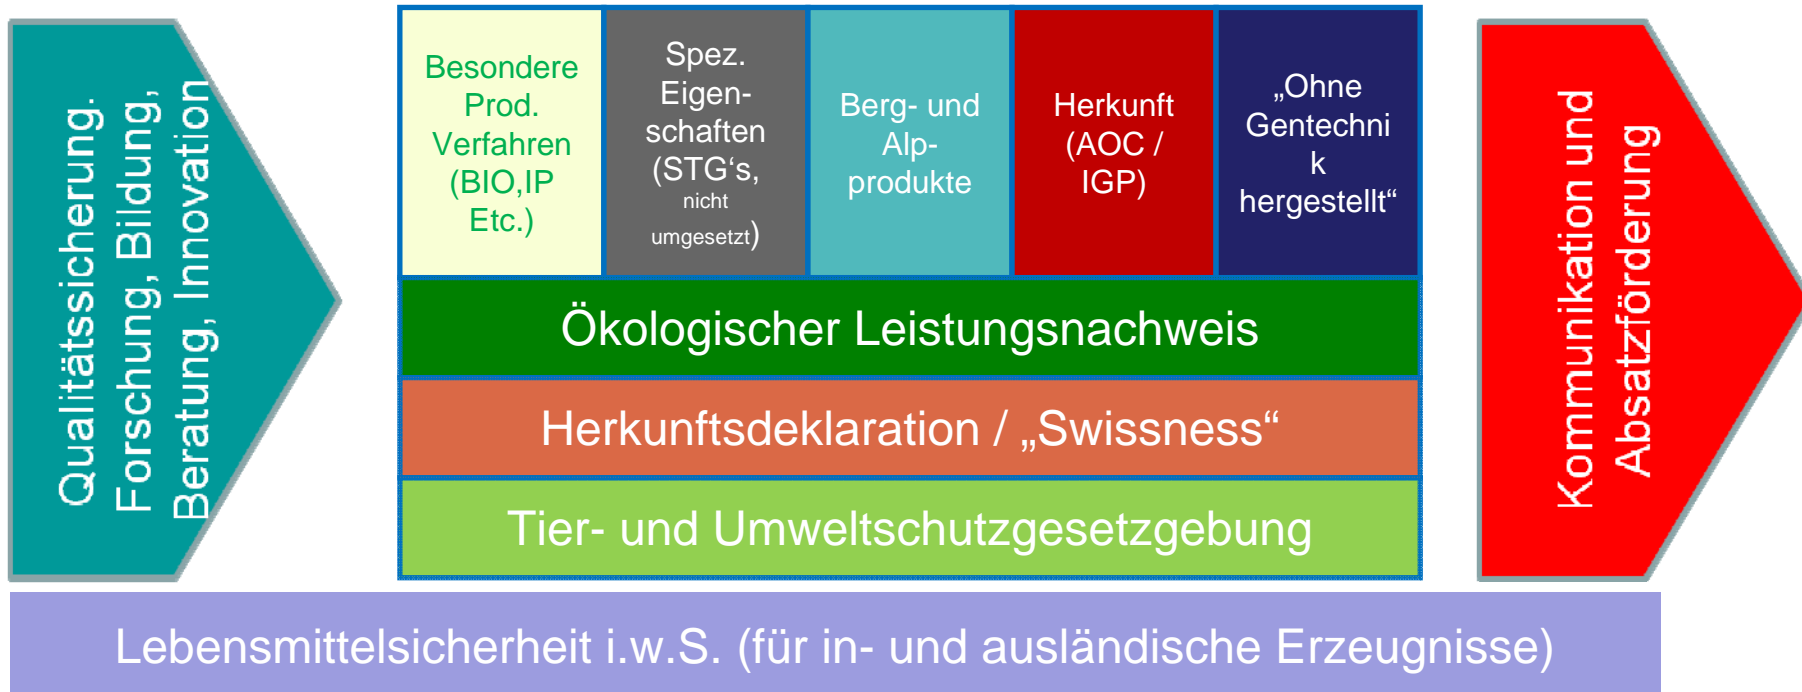 Qualitätssicherung.
Forschung, Bildung,
Beratung, Innovation
Besondere
Prod.
Verfahren
(BIO,IP
Etc.)
Spez.
Eigen-
schaften
(STG‘s,
nicht
umgesetzt)
Berg- und
Alp-
produkte
Herkunft
(AOC /
IGP)
„Ohne
Gentechni
k
hergestellt“
Ökologischer Leistungsnachweis
Herkunftsdeklaration / „Swissness“
Tier- und Umweltschutzgesetzgebung
Kommunikation und
Absatzförderung
Lebensmittelsicherheit i.w.S. (für in- und ausländische Erzeugnisse)